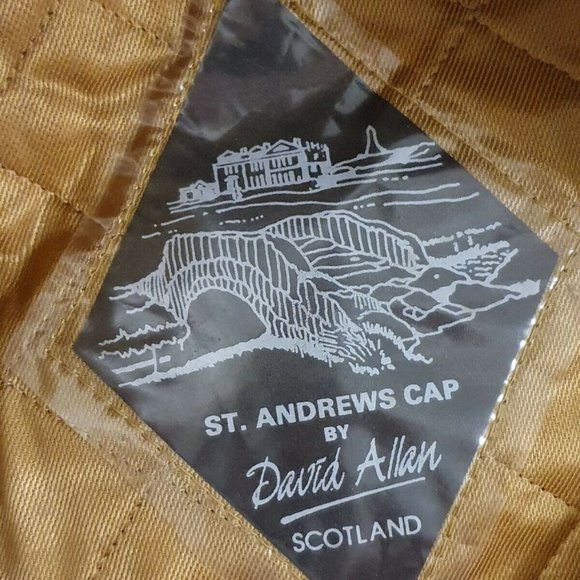 ST. ANDREWS CAP
BY
David Allan
SCOTLAND